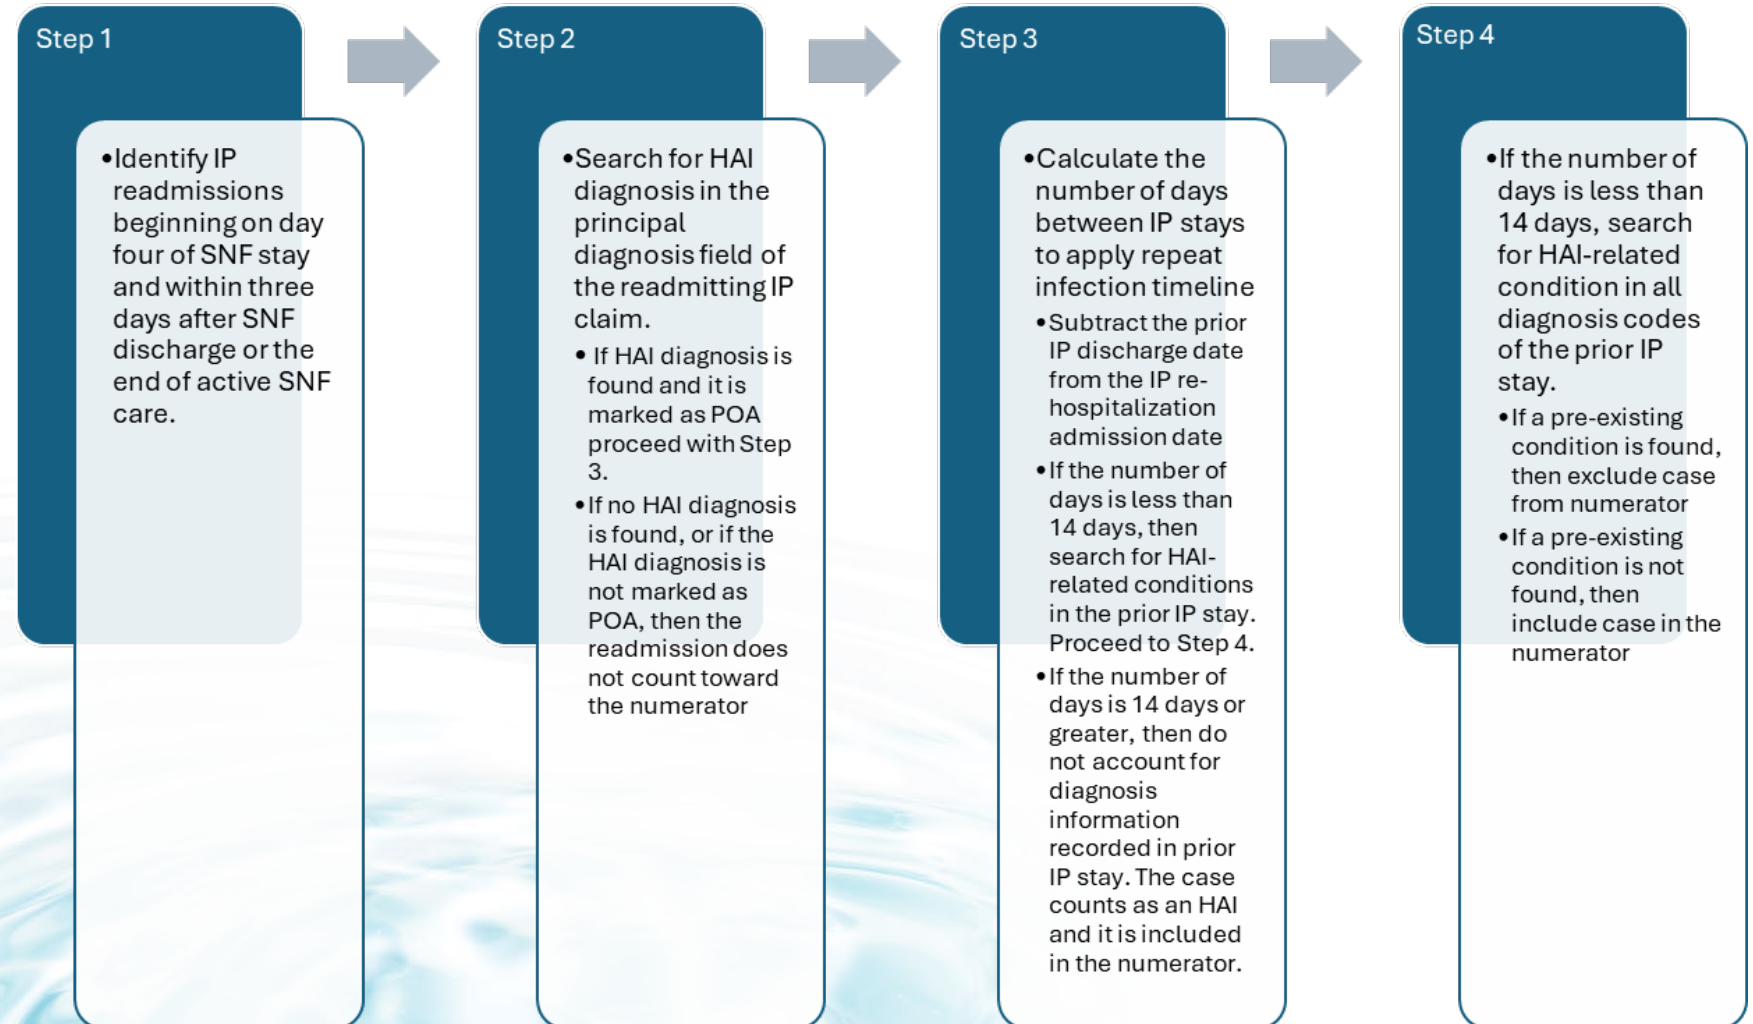 Step 1
•Identify IP
readmissions
beginning on day
four of SNF stay
and within three
days after SNF
discharge or the
end of active SNF
care.
Step 2
•Search for HAI
diagnosis in the
principal
diagnosis field of
the readmitting IP
claim.
• If HAI diagnosis is
found and it is
marked as POA
proceed with Step
3.
•If no HAI diagnosis
is found, or if the
HAI diagnosis is
not marked as
POA, then the
readmission does
not count toward
the numerator
Step 3
•Calculate the
number of days
between IP stays
to apply repeat
infection timeline
•Subtract the prior
IP discharge date
from the IP re-
hospitalization
admission date
•If the number of
days is less than
14 days, then
search for HAI-
related conditions
in the prior IP stay.
Proceed to Step 4.
•If the number of
days is 14 days or
greater, then do
not account for
diagnosis
information
recorded in prior
IP stay. The case
counts as an HAI
and it is included
in the numerator.
Step 4
•If the number of
days is less than
14 days, search
for HAI-related
condition in all
diagnosis codes
of the prior IP
stay.
•If a pre-existing
condition is found,
then exclude case
from numerator
•If a pre-existing
condition is not
found, then
include case in the
numerator